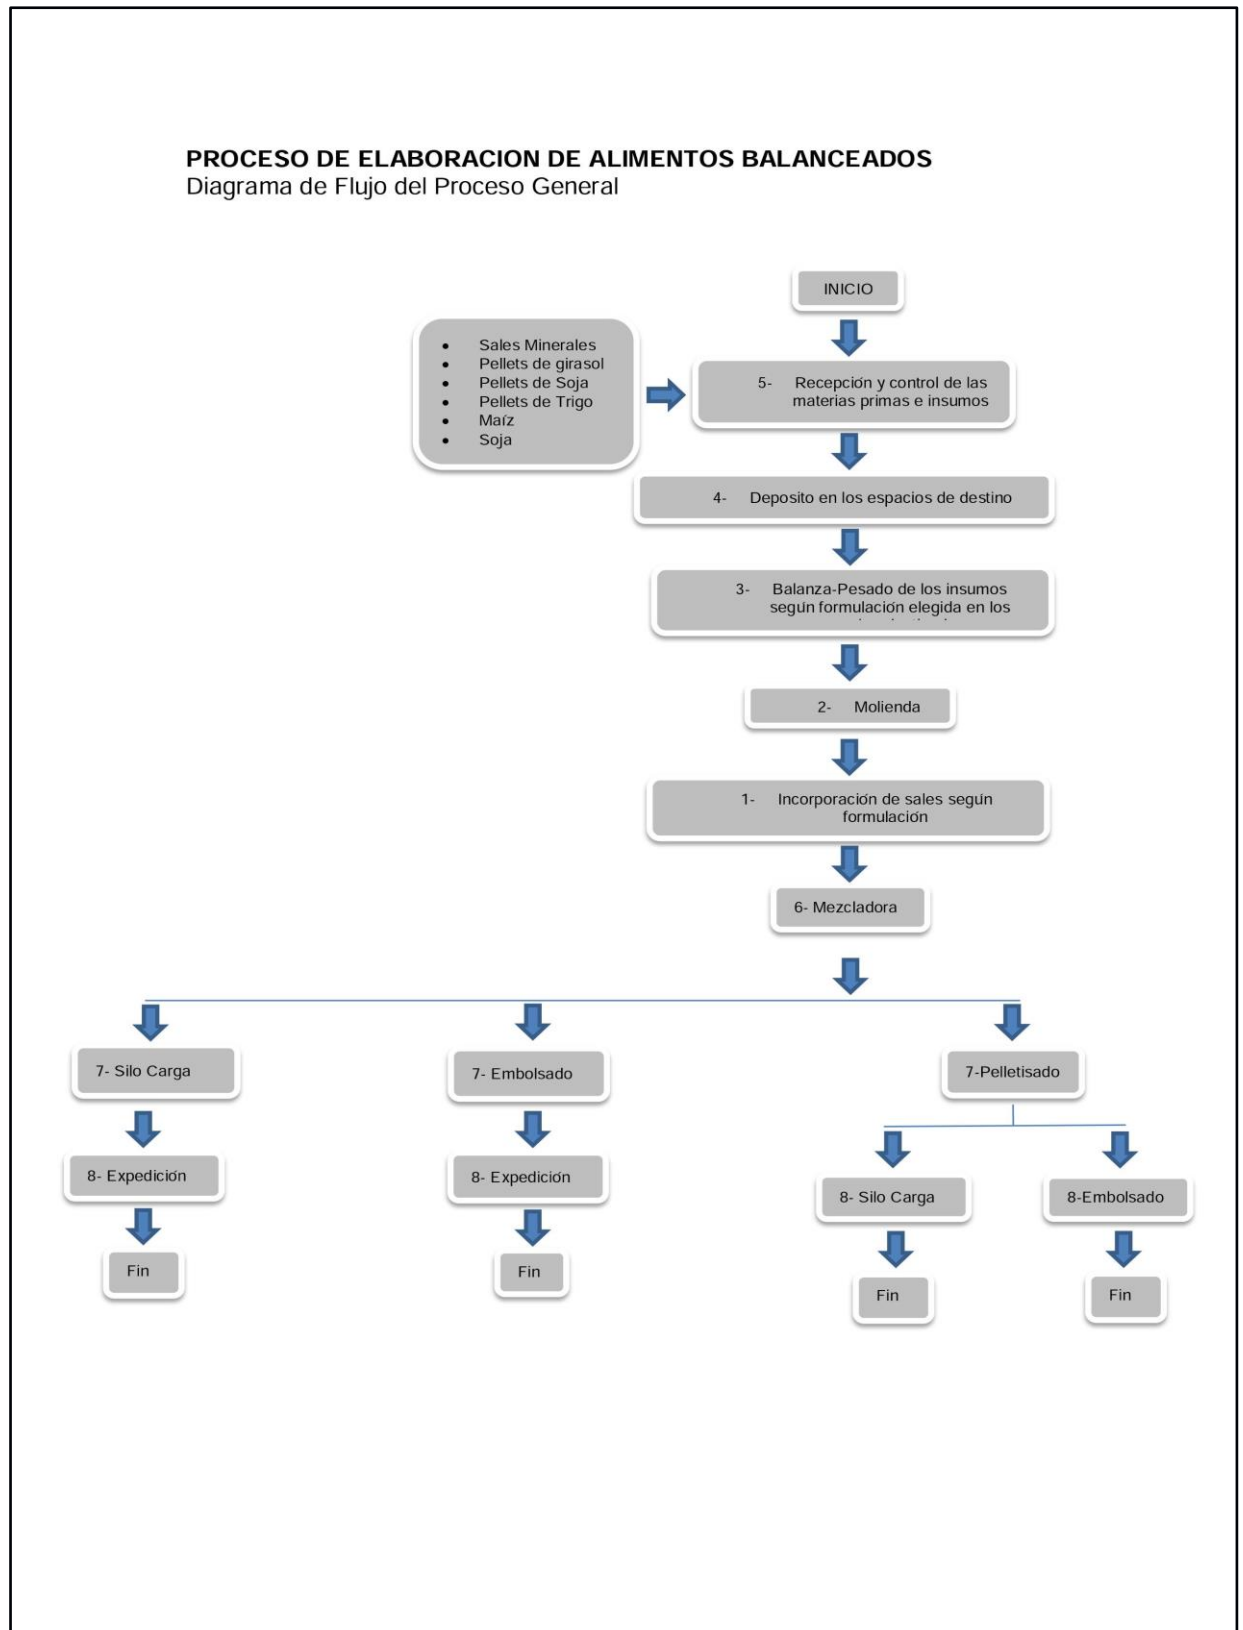 PROCESO DE ELABORACION DE ALIMENTOS BALANCEADOS
Diagrama de Flujo del Proceso General
INICIO
• Sales Minerales
• Pellets de girasol
• Pellets de Soja
• Pellets de Trigo
• Maíz
• Soja
5- Recepción y control de las
materias primas e insumos
4- Deposito en los espacios de destino
3- Balanza-Pesado de los insumos
según formulación elegida en los
2- Molienda
1- Incorporación de sales según
formulación
6- Mezcladora
7- Silo Carga
7- Embolsado
7-Pelletisado
8- Expedición
8- Expedición
8- Silo Carga
8-Embolsado
Fin
Fin
Fin
Fin